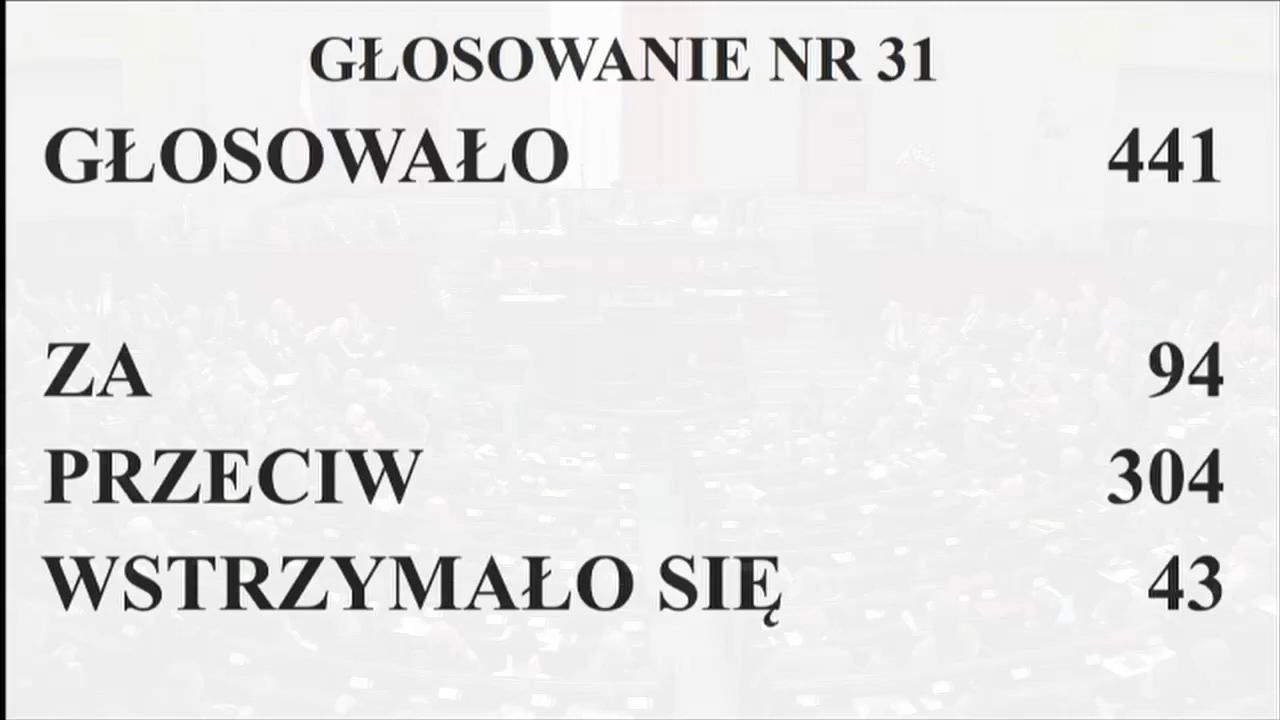 GŁOSOWANIE NR 31
GŁOSOWAŁO 441
ZA 94
PRZECIW 304
WSTRZYMAŁO SIĘ 43